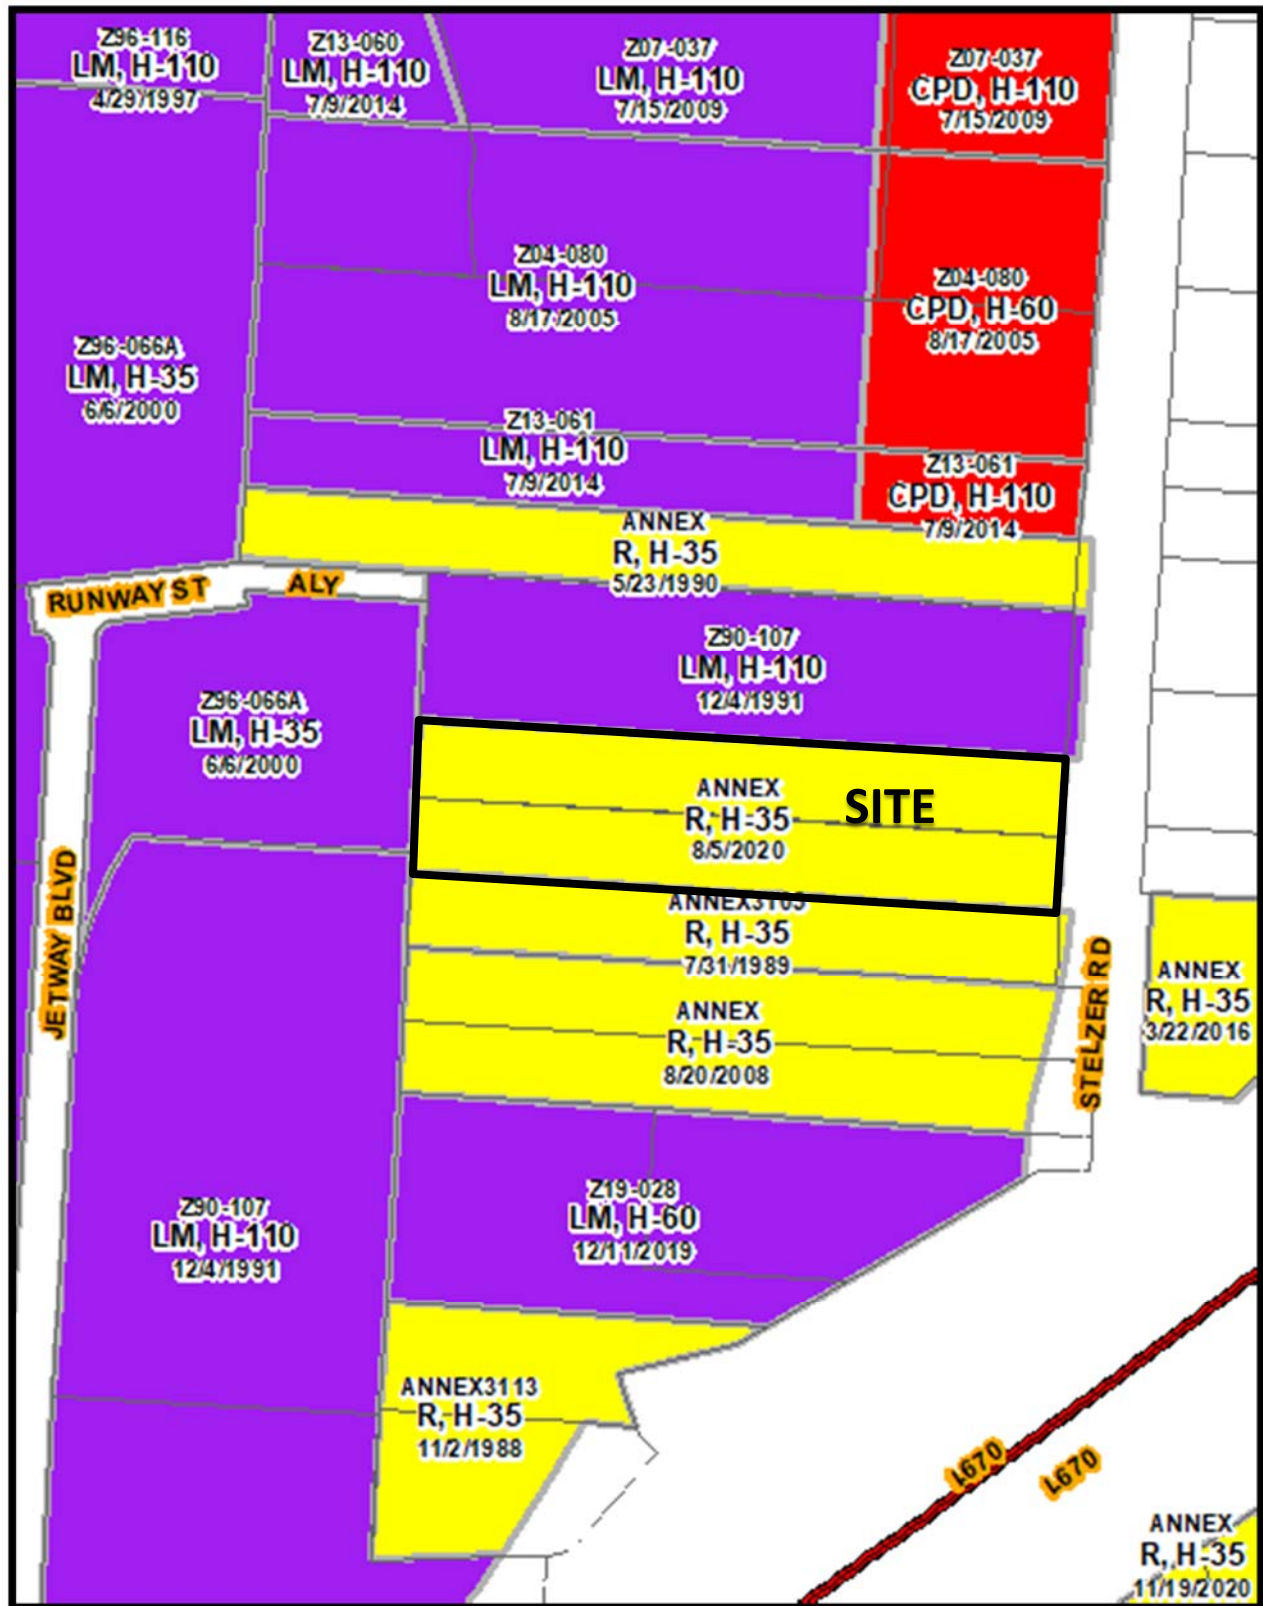 Z96-116
LM, H-110
4/29/1997
Z13-060
LM, H-110
7/9/2014
Z07-037
LM, H-110
7/15/2009
Z07-037
CPD, H-110
7/15/2009
Z04-080
LM, H-110
8/17/2005
Z04-080
CPD, H-60
8/17/2005
Z96-066A
LM, H-35
6/6/2000
Z13-061
LM, H-110
7/9/2014
Z13-061
CPD, H-110
7/9/2014
ANNEX
R, H-35
5/23/1990
RUNWAY ST
ALY
Z90-107
LM, H-110
12/4/1991
Z96-066A
LM, H-35
6/6/2000
ANNEX
R, H-35
8/5/2020
SITE
ANNEX3105
R, H-35
7/31/1989
JETWAY BLVD
ANNEX
R, H-35
8/20/2008
STELZER RD
ANNEX
R, H-35
3/22/2016
Z90-107
LM, H-110
12/4/1991
Z19-028
LM, H-60
12/11/2019
ANNEX3113
R, H-35
11/2/1988
I-670
I-670
ANNEX
R, H-35
11/19/2020